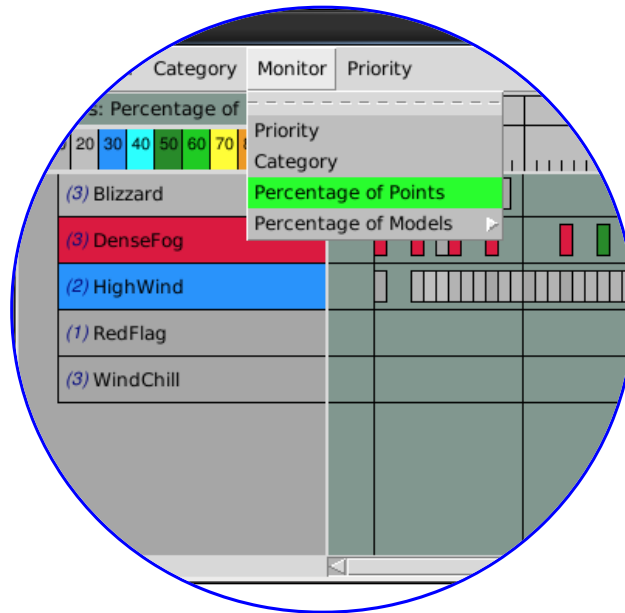 Category Monitor Priority
s: Percentage of
20 30 40 50 60 70
Priority
Category
Percentage of Points
Percentage of Models
(3) Blizzard
(3) DenseFog
(2) HighWind
(1) RedFlag
(3) WindChill